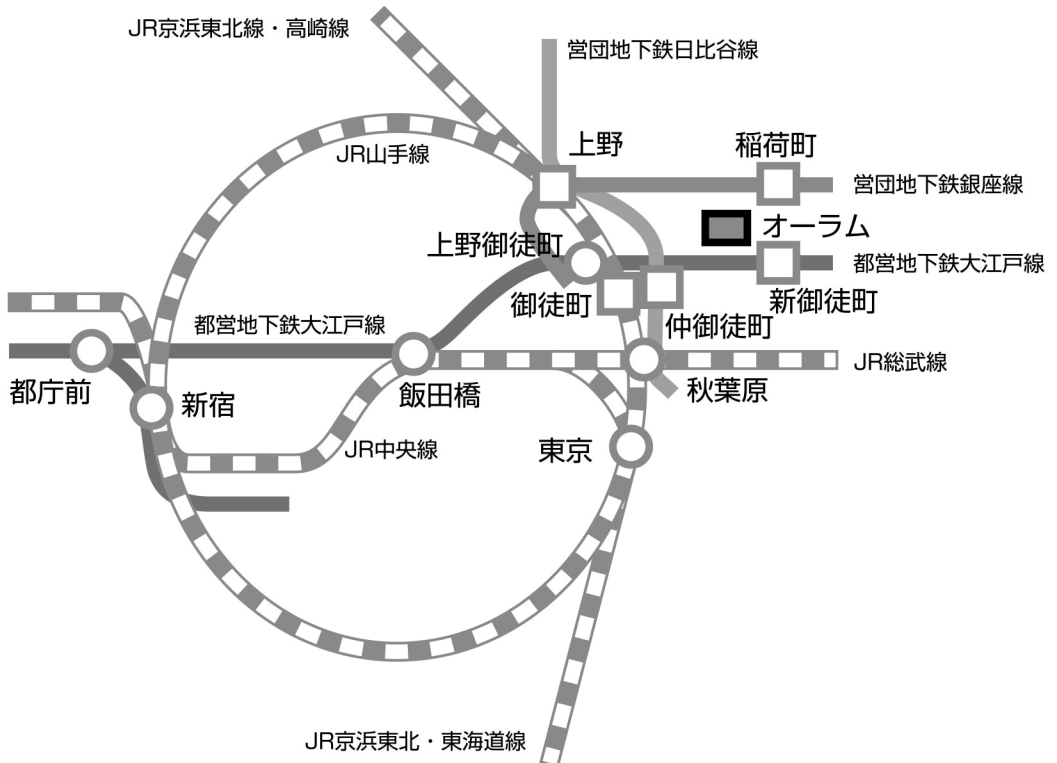 JR京浜東北線・高崎線
営団地下鉄日比谷線
上野
稲荷町
JR山手線
営団地下鉄銀座線
オーラム
上野御徒町
都営地下鉄大江戸線
御徒町
新御徒町
仲御徒町
都営地下鉄大江戸線
JR総武線
都庁前
新宿
飯田橋
秋葉原
JR中央線
東京
JR京浜東北・東海道線